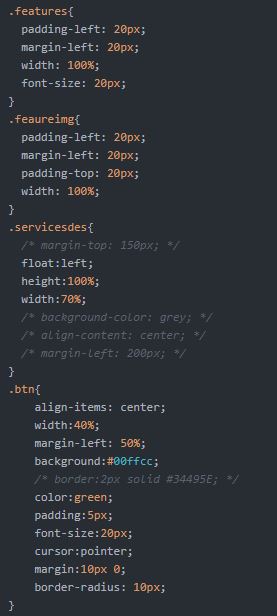 .features{
  padding-left: 20px;
  margin-left: 20px;
  width: 100%;
  font-size: 20px;
}
.feaureimg{
  padding-left: 20px;
  margin-left: 20px;
  padding-top: 20px;
  width: 100%;
}
.servicesdes{
  /* margin-top: 150px; */
  float:left;
  height:100%;
  width:70%;
  /* background-color: grey; */
  /* align-content: center; */
  /* margin-left: 200px; */
}
.btn{
    align-items: center;
    width:40%;
    margin-left: 50%;
    background:#00ffcc;
    /* border:2px solid #34495E; */
    color:green;
    padding:5px;
    font-size:20px;
    cursor:pointer;
    margin:10px 0;
    border-radius: 10px;
}